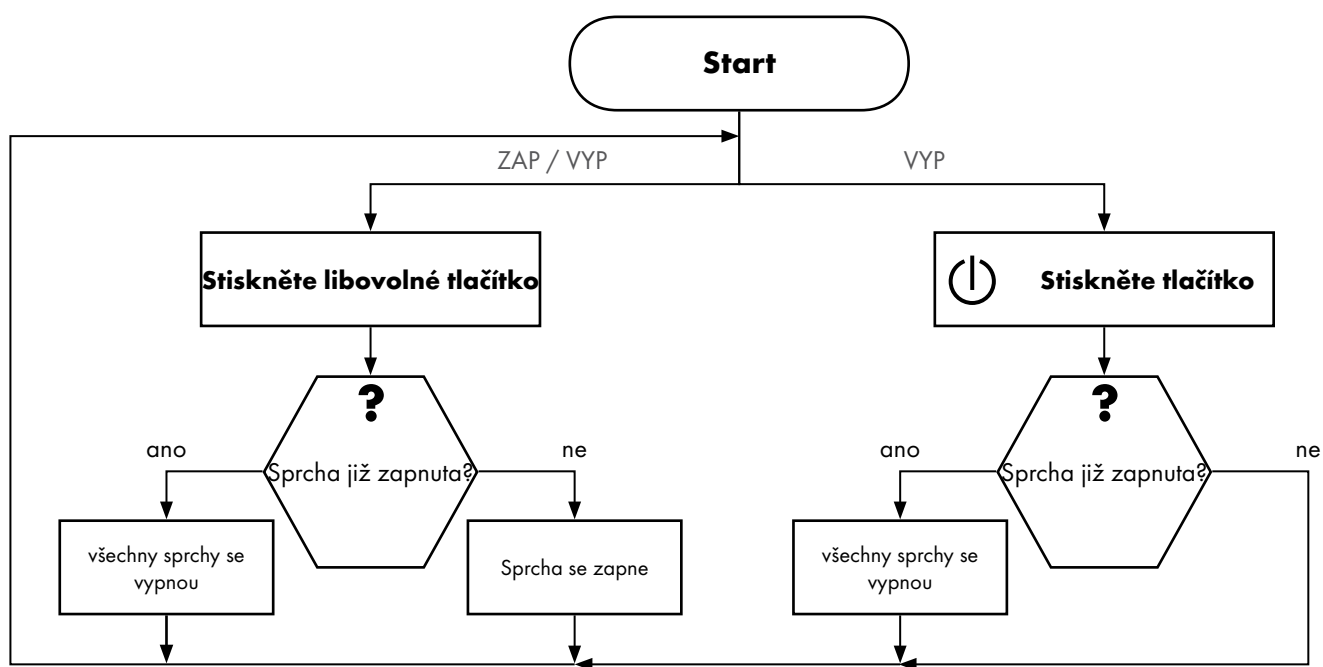 Start
ZAP / VYP
VYP
Stiskněte libovolné tlačítko
Stiskněte tlačítko
?
?
ano
ne
ano
ne
Sprcha již zapnuta?
Sprcha již zapnuta?
všechny sprchy se
vypnou
Sprcha se zapne
všechny sprchy se
vypnou